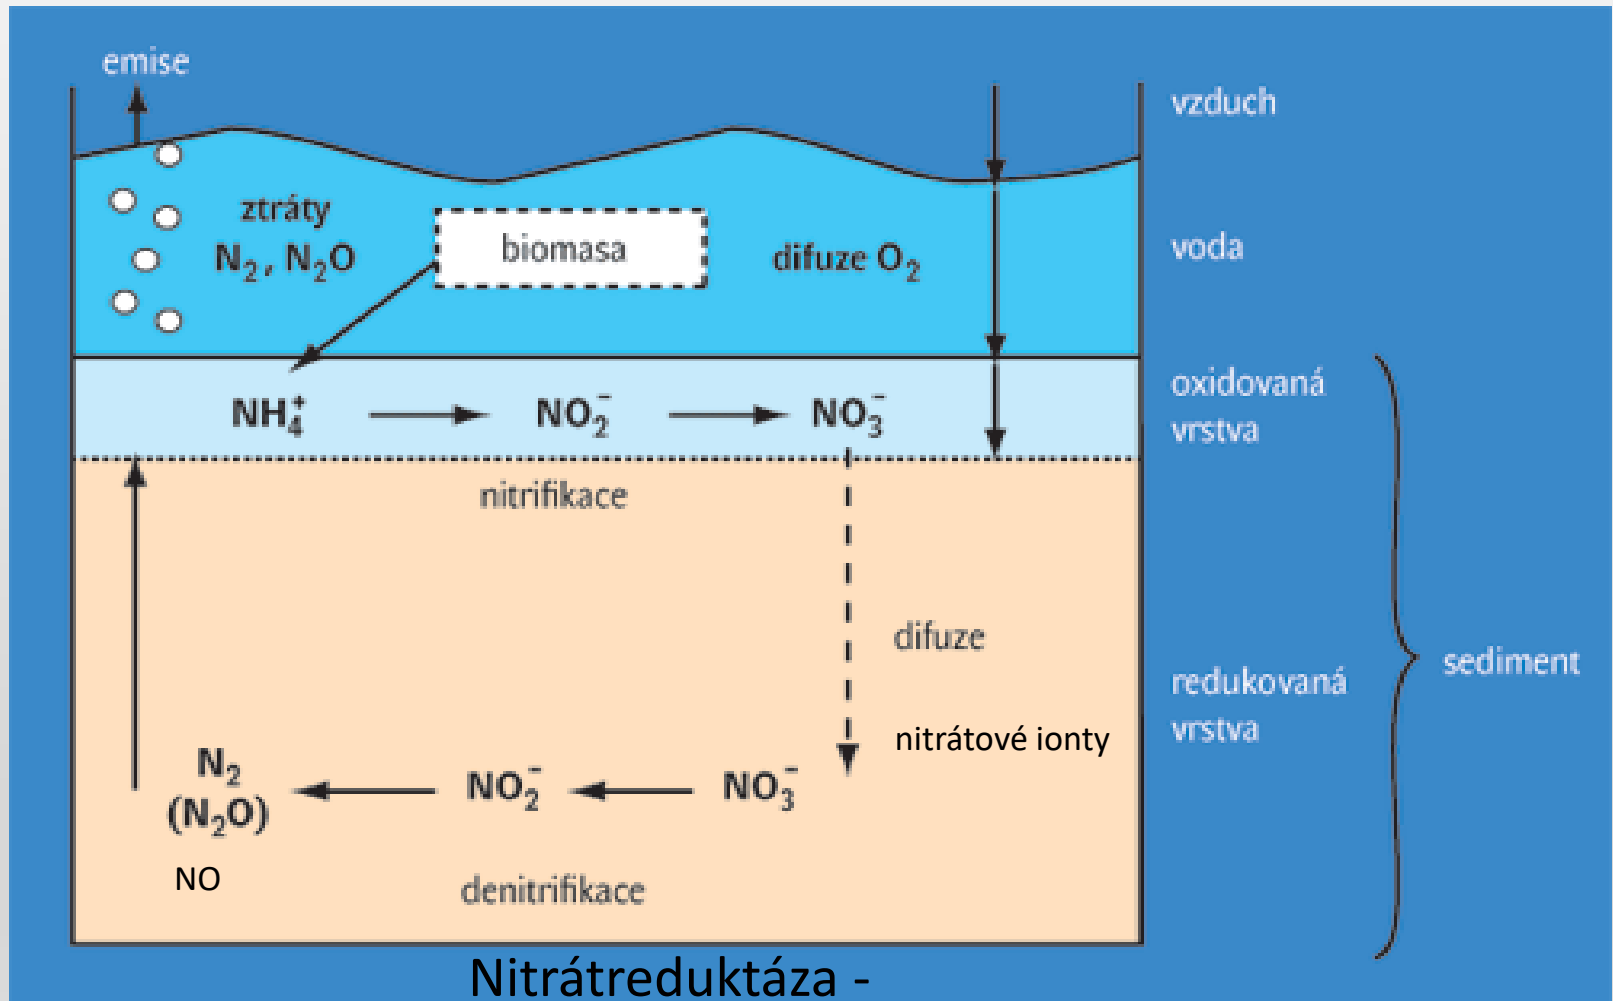 emise
vzduch
ztráty
N₂, N₂O
biomasa
difuze O₂
voda
NH₄⁺
NO₂⁻
NO₃⁻
oxidovaná
vrstva
nitrifikace
difuze
nitrátové ionty
redukovaná
vrstva
sediment
N₂
(N₂O)
NO₂⁻
NO₃⁻
NO
denitrifikace
Nitrátreduktáza -